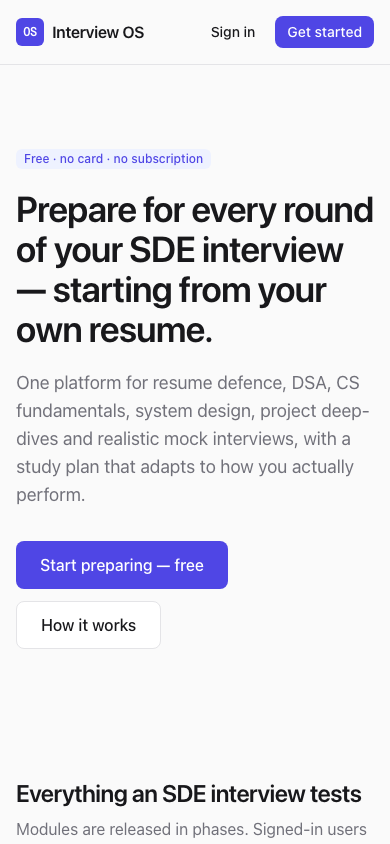 OS Interview OS Sign in Get started
Free · no card · no subscription
Prepare for every round
of your SDE interview
— starting from your
own resume.
One platform for resume defence, DSA, CS
fundamentals, system design, project deep-
dives and realistic mock interviews, with a
study plan that adapts to how you actually
perform.
Start preparing — free
How it works
Everything an SDE interview tests
Modules are released in phases. Signed-in users